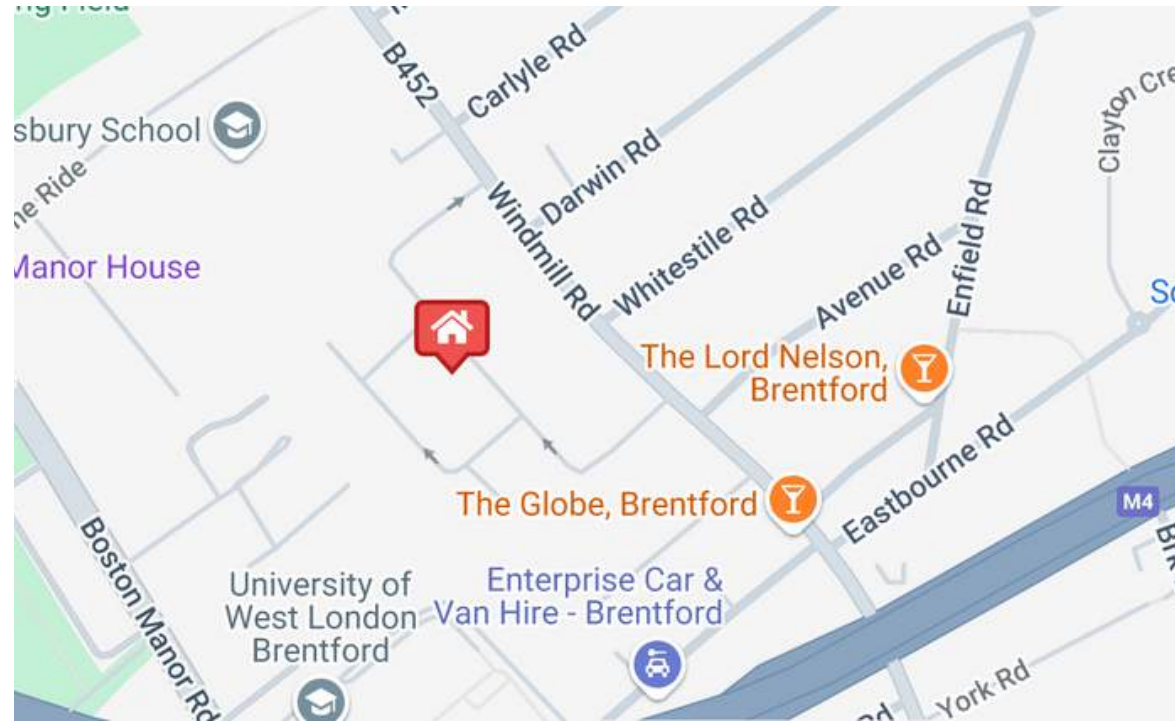 B452
Carlyle Rd
sbury School
Darwin Rd
Clayton Cre
Windmill Rd
Whitestile Rd
Enfield Rd
Avenue Rd
he Ride
Manor House
The Lord Nelson,
Brentford
The Globe, Brentford
Eastbourne Rd
M4
Boston Manor Rd
University of
West London
Brentford
Enterprise Car &
Van Hire - Brentford
York Rd